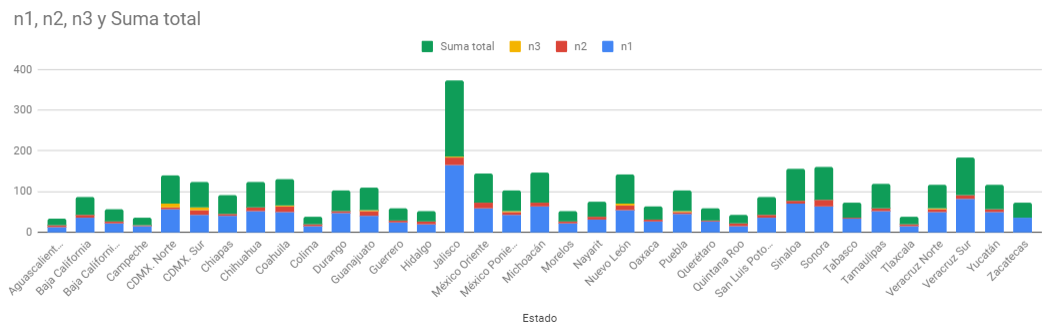 n1, n2, n3 y Suma total
Suma total n3 n2 n1
400
300
200
100
0
Aguascalient...
Baja California
Baja Californi...
Campeche
CDMX. Norte
CDMX. Sur
Chiapas
Chihuahua
Coahuila
Colima
Durango
Guanajuato
Guerrero
Hidalgo
Jalisco
México Oriente
México Ponie...
Michoacán
Morelos
Nayarit
Nuevo León
Oaxaca
Puebla
Querétaro
Quintana Roo
San Luis Poto...
Sinaloa
Sonora
Tabasco
Tamaulipas
Tlaxcala
Veracruz Norte
Veracruz Sur
Yucatán
Zacatecas
Estado